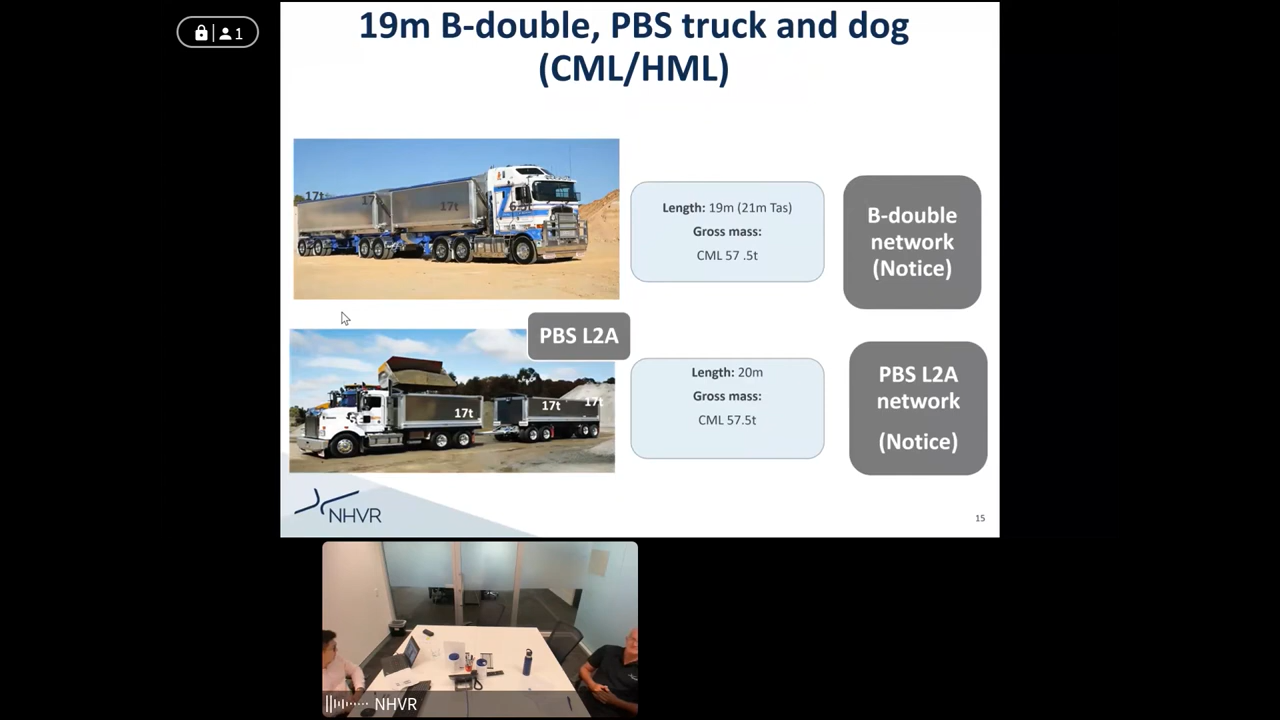 1
19m B-double, PBS truck and dog
(CML/HML)
17t
17
17t
Length: 19m (21m Tas)
Gross mass:
CML 57 .5t
B-double
network
(Notice)
PBS L2A
17t
17t
17t
Length: 20m
Gross mass:
CML 57.5t
PBS L2A
network
(Notice)
NHVR
15
NHVR